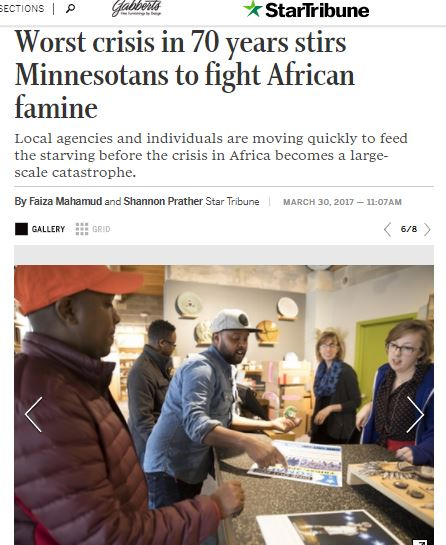 SECTIONS
Gabberts
StarTribune
Worst crisis in 70 years stirs
Minnesotans to fight African
famine
Local agencies and individuals are moving quickly to feed
the starving before the crisis in Africa becomes a large-
scale catastrophe.
By Faiza Mahamud and Shannon Prather Star Tribune | MARCH 30, 2017 — 11:07AM
GALLERY GRID 6/8